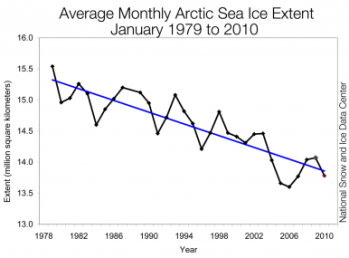 Average Monthly Arctic Sea Ice Extent
January 1979 to 2010
16.0
15.5
15.0
14.5
14.0
13.5
13.0
Extent (million square kilometers)
1978 1982 1986 1990 1994 1998 2002 2006 2010
Year
National Snow and Ice Data Center